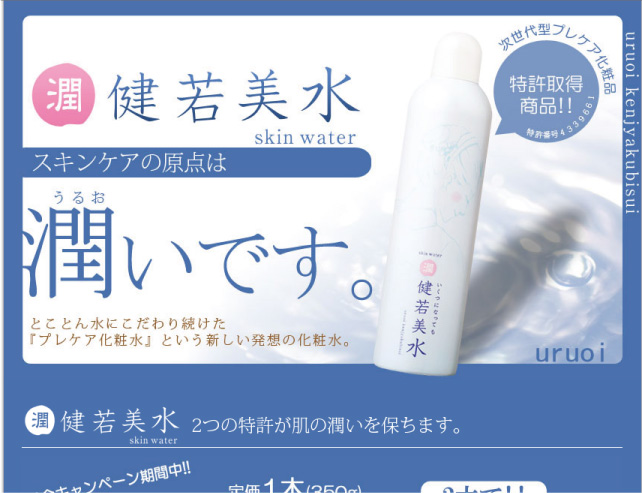 次世代型プレケア化粧品
特許取得
商品!!
特許番号4339661
uruoi kenjyakubisui
潤 健若美水
skin water
スキンケアの原点は
うるお
潤いです。
とことん水にこだわり続けた
『プレケア化粧水』という新しい発想の化粧水。
skin water
潤
いくつになっても
健若美水
uruoi
潤 健若美水 2つの特許が肌の潤いを保ちます。
skin water
キャンペーン期間中!!
定価1本(350g)